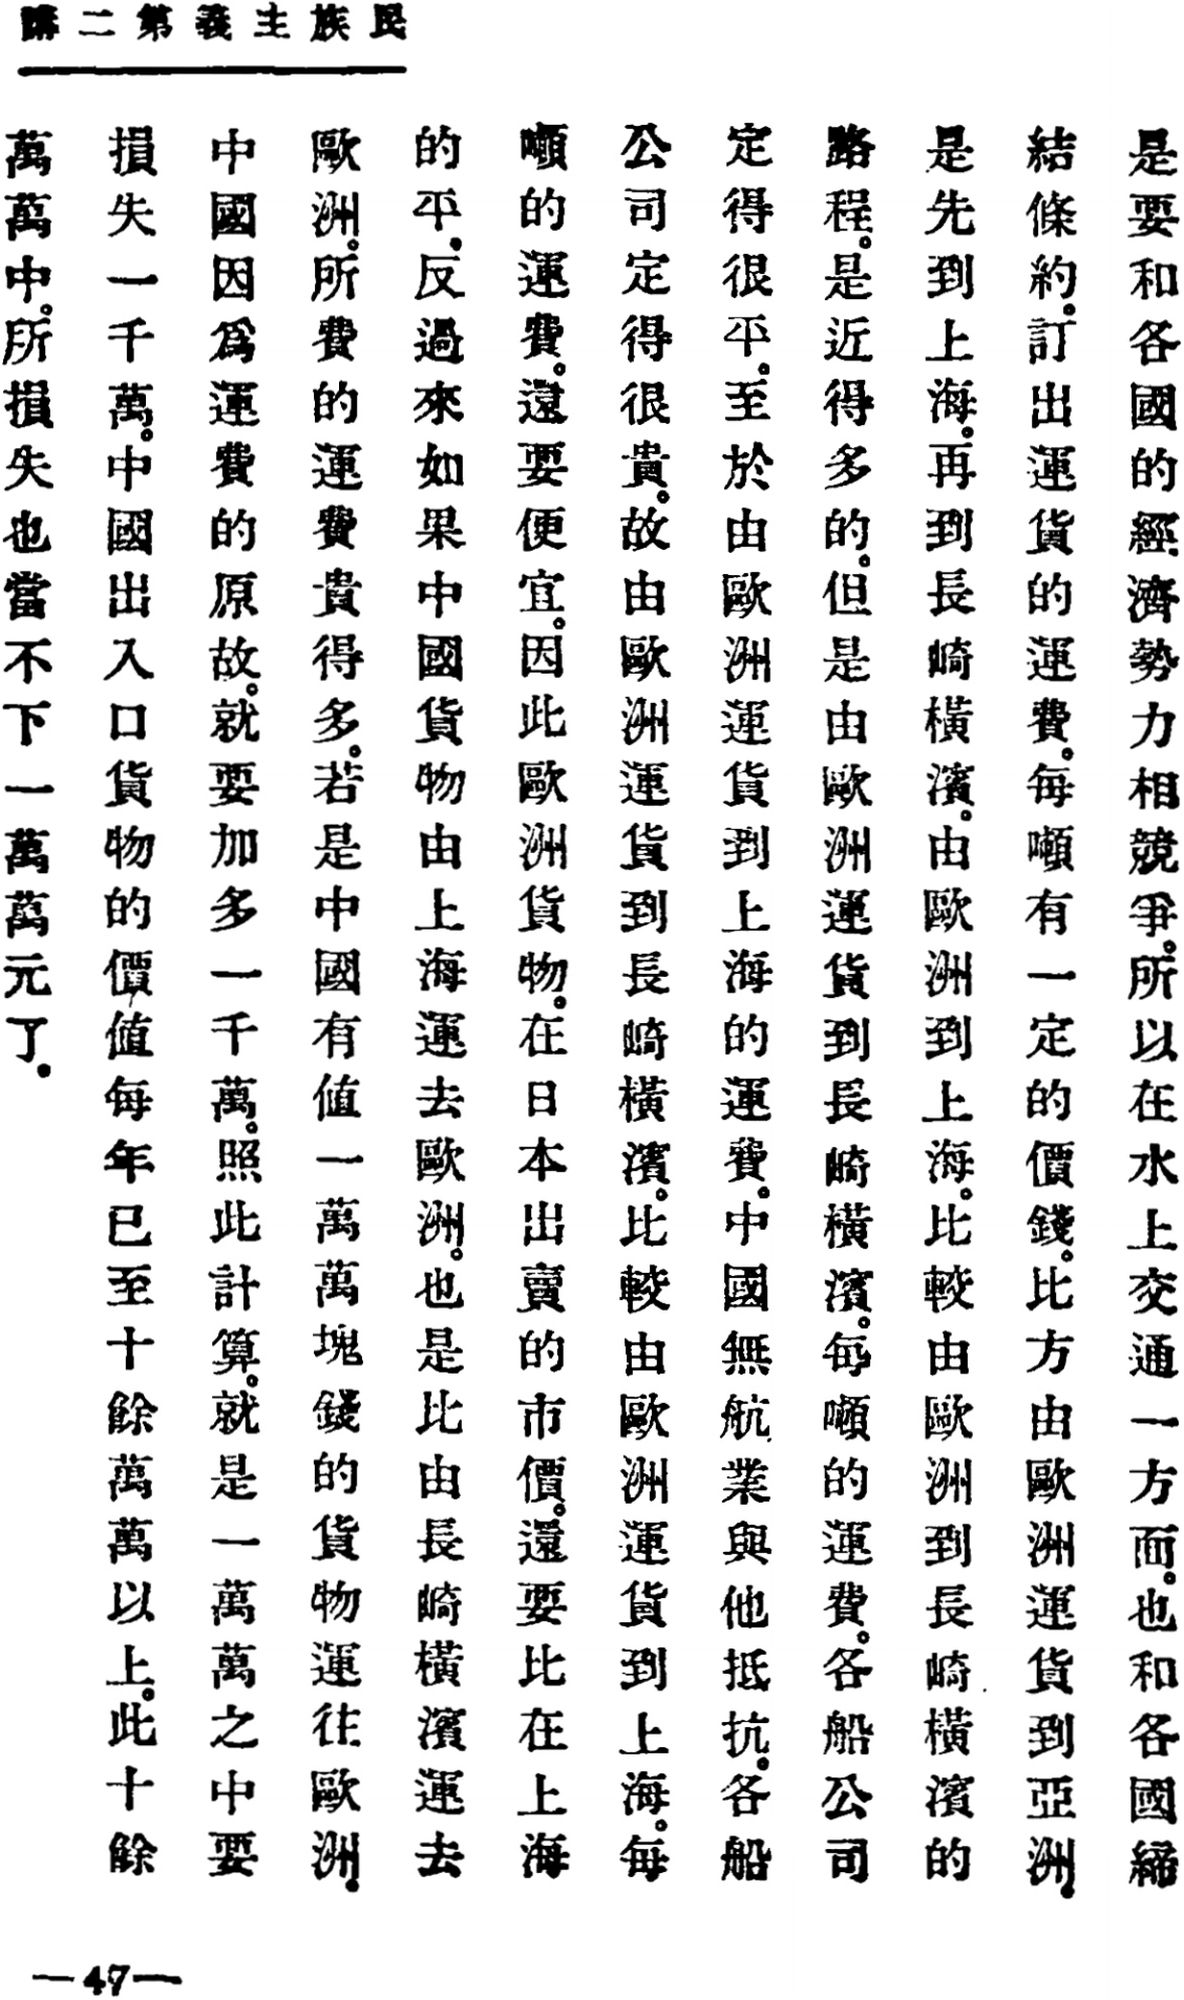 民族主義第二講
是要和各國的經濟勢力相競爭。所以在水上交通一方面。也和各國締
結條約。訂出運貨的運費。每噸有一定的價錢。比方由歐洲運貨到亞洲。
是先到上海。再到長崎橫濱。由歐洲到上海。比較由歐洲到長崎橫濱的
路程。是近得多的。但是由歐洲運貨到長崎橫濱。每噸的運費。各船公司
定得很平。至於由歐洲運貨到上海的運費。中國無航業與他抵抗。各船
公司定得很貴。故由歐洲運貨到長崎橫濱。比較由歐洲運貨到上海。每
噸的運費。還要便宜。因此歐洲貨物。在日本出賣的市價。還要比在上海
的平。反過來如果中國貨物由上海運去歐洲。也是比由長崎橫濱運去
歐洲。所費的運費貴得多。若是中國有值一萬萬塊錢的貨物運往歐洲。
中國因爲運費的原故。就要加多一千萬。照此計算。就是一萬萬之中要
損失一千萬。中國出入口貨物的價值每年已至十餘萬萬以上。此十餘
萬萬中。所損失也當不下一萬萬元了。
—47—